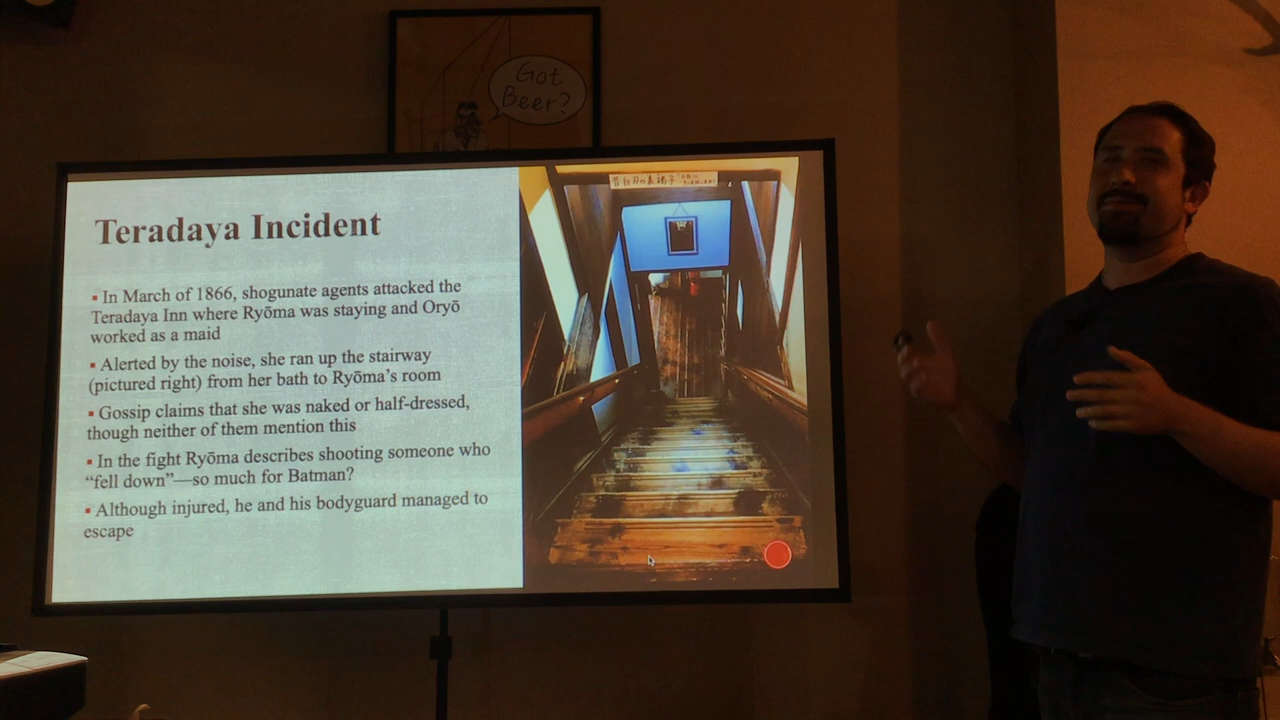 Got
Beer?
Teradaya Incident
▪ In March of 1866, shogunate agents attacked the
Teradaya Inn where Ryōma was staying and Oryō
worked as a maid
▪ Alerted by the noise, she ran up the stairway
(pictured right) from her bath to Ryōma's room
▪ Gossip claims that she was naked or half-dressed,
though neither of them mention this
▪ In the fight Ryōma describes shooting someone who
“fell down”—so much for Batman?
▪ Although injured, he and his bodyguard managed to
escape